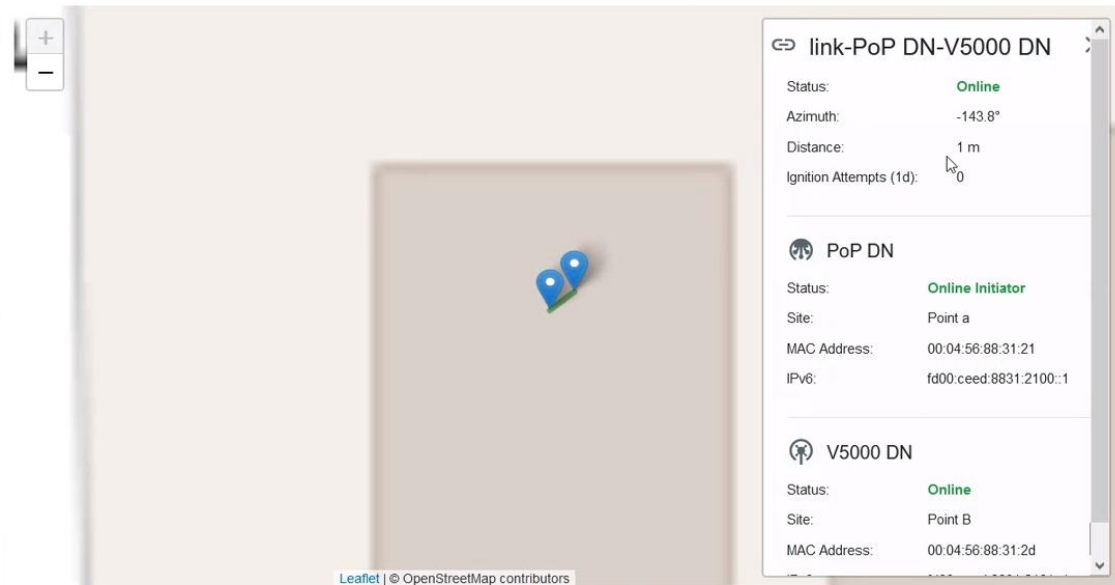 link-PoP DN-V5000 DN
Status: Online
Azimuth: -143.8°
Distance: 1 m
Ignition Attempts (1d): 0
PoP DN
Status: Online Initiator
Site: Point a
MAC Address: 00:04:56:88:31:21
IPv6: fd00:ceed:8831:2100::1
V5000 DN
Status: Online
Site: Point B
MAC Address: 00:04:56:88:31:2d
Leaflet | © OpenStreetMap contributors